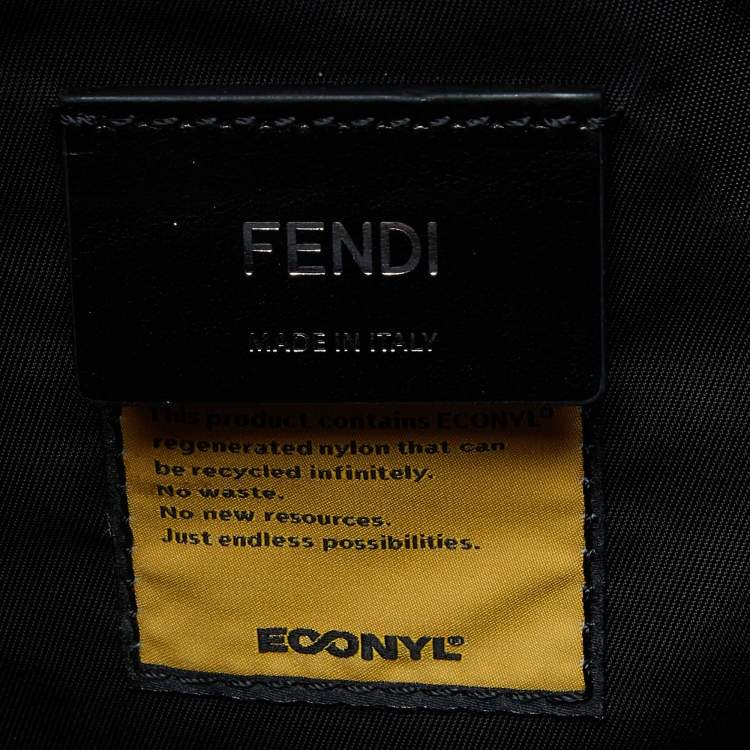 FENDI
MADE IN ITALY
This product contains ECONYL®
regenerated nylon that can
be recycled infinitely.
No waste.
No new resources.
Just endless possibilities.
ECONYL®